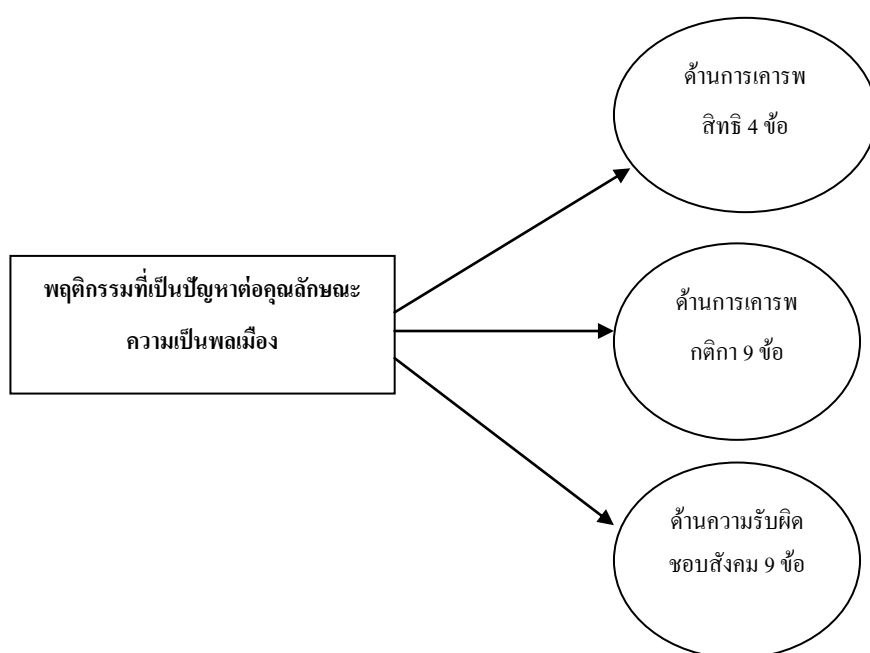 ด้านการเคารพ
สิทธิ 4 ข้อ
พฤติกรรมที่เป็นปัญหาต่อคุณลักษณะ
ความเป็นพลเมือง
ด้านการเคารพ
กติกา 9 ข้อ
ด้านความรับผิด
ชอบสังคม 9 ข้อ